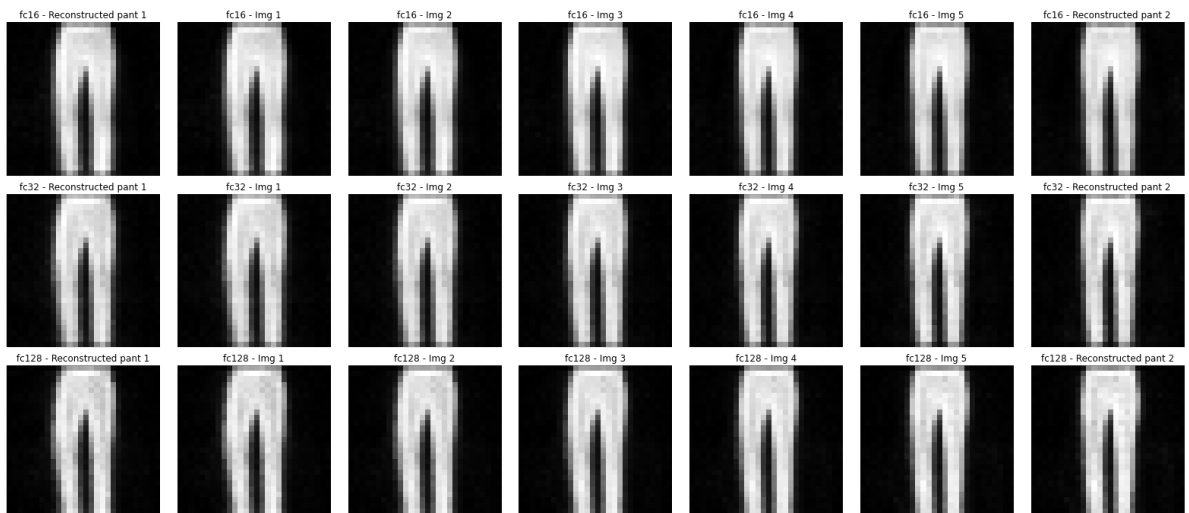 fc16 - Reconstructed pant 1
fc16 - Img 1
fc16 - Img 2
fc16 - Img 3
fc16 - Img 4
fc16 - Img 5
fc16 - Reconstructed pant 2
fc32 - Reconstructed pant 1
fc32 - Img 1
fc32 - Img 2
fc32 - Img 3
fc32 - Img 4
fc32 - Img 5
fc32 - Reconstructed pant 2
fc128 - Reconstructed pant 1
fc128 - Img 1
fc128 - Img 2
fc128 - Img 3
fc128 - Img 4
fc128 - Img 5
fc128 - Reconstructed pant 2